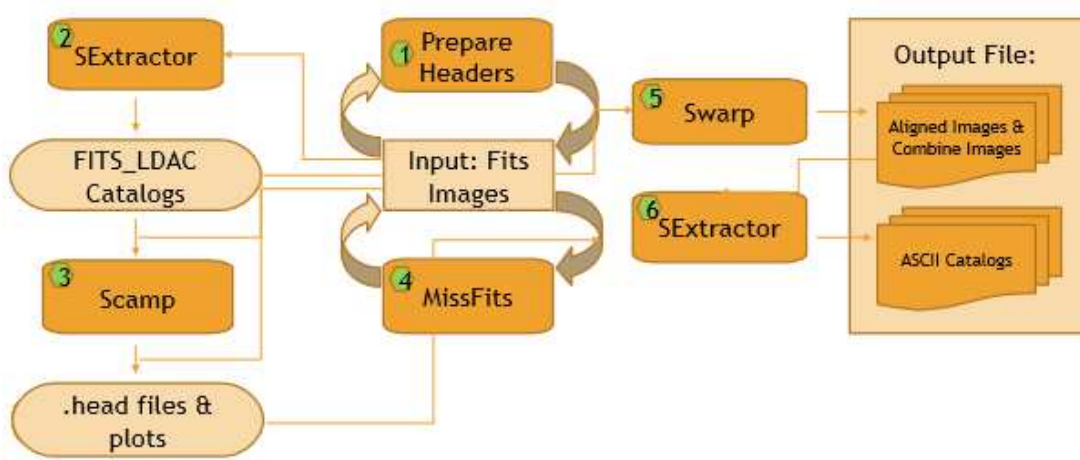 1
Prepare
Headers
2
SExtractor
FITS_LDAC
Catalogs
3
Scamp
.head files &
plots
Input: Fits
Images
4
MissFits
5
Swarp
6
SExtractor
Output File:
Aligned Images &
Combine Images
ASCII Catalogs